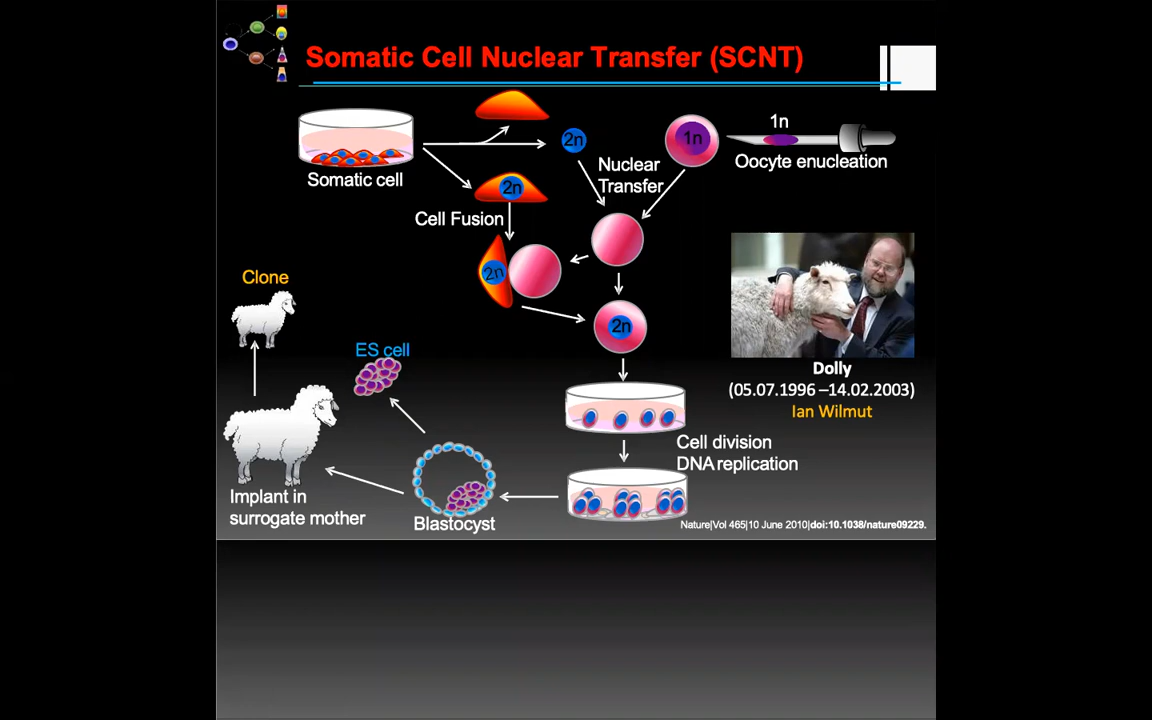 Somatic Cell Nuclear Transfer (SCNT)
1n
2n
1n
Oocyte enucleation
Nuclear
Transfer
Somatic cell
2n
Cell Fusion
2n
Clone
2n
ES cell
Dolly
(05.07.1996 –14.02.2003)
Ian Wilmut
Cell division
DNA replication
Implant in
surrogate mother
Blastocyst
Nature|Vol 465|10 June 2010|doi:10.1038/nature09229.